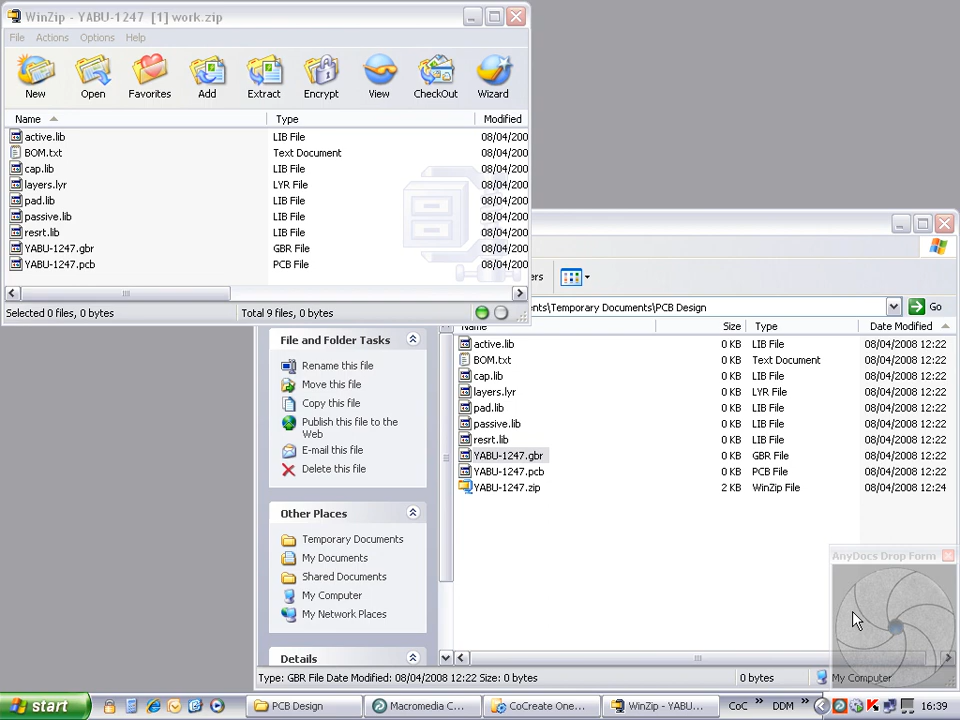 WinZip - YABU-1247 [1] work.zip
File Actions Options Help
New Open Favorites Add Extract Encrypt View CheckOut Wizard
Name Type Modified
active.lib LIB File 08/04/200
BOM.txt Text Document 08/04/200
cap.lib LIB File 08/04/200
layers.lyr LYR File 08/04/200
pad.lib LIB File 08/04/200
passive.lib LIB File 08/04/200
resrt.lib LIB File 08/04/200
YABU-1247.gbr GBR File 08/04/200
YABU-1247.pcb PCB File 08/04/200
Selected 0 files, 0 bytes Total 9 files, 0 bytes
ers
nts\Temporary Documents\PCB Design Go
Name Size Type Date Modified
active.lib 0 KB LIB File 08/04/2008 12:22
BOM.txt 0 KB Text Document 08/04/2008 12:22
cap.lib 0 KB LIB File 08/04/2008 12:22
layers.lyr 0 KB LYR File 08/04/2008 12:22
pad.lib 0 KB LIB File 08/04/2008 12:22
passive.lib 0 KB LIB File 08/04/2008 12:22
resrt.lib 0 KB LIB File 08/04/2008 12:22
YABU-1247.gbr 0 KB GBR File 08/04/2008 12:22
YABU-1247.pcb 0 KB PCB File 08/04/2008 12:22
YABU-1247.zip 2 KB WinZip File 08/04/2008 12:24
File and Folder Tasks
Rename this file
Move this file
Copy this file
Publish this file to the
Web
E-mail this file
Delete this file
Other Places
Temporary Documents
My Documents
Shared Documents
My Computer
My Network Places
Details
AnyDocs Drop Form
Type: GBR File Date Modified: 08/04/2008 12:22 Size: 0 bytes 0 bytes My Computer
start PCB Design Macromedia C... CoCreate One... WinZip - YABU... CoC » DDM » 16:39